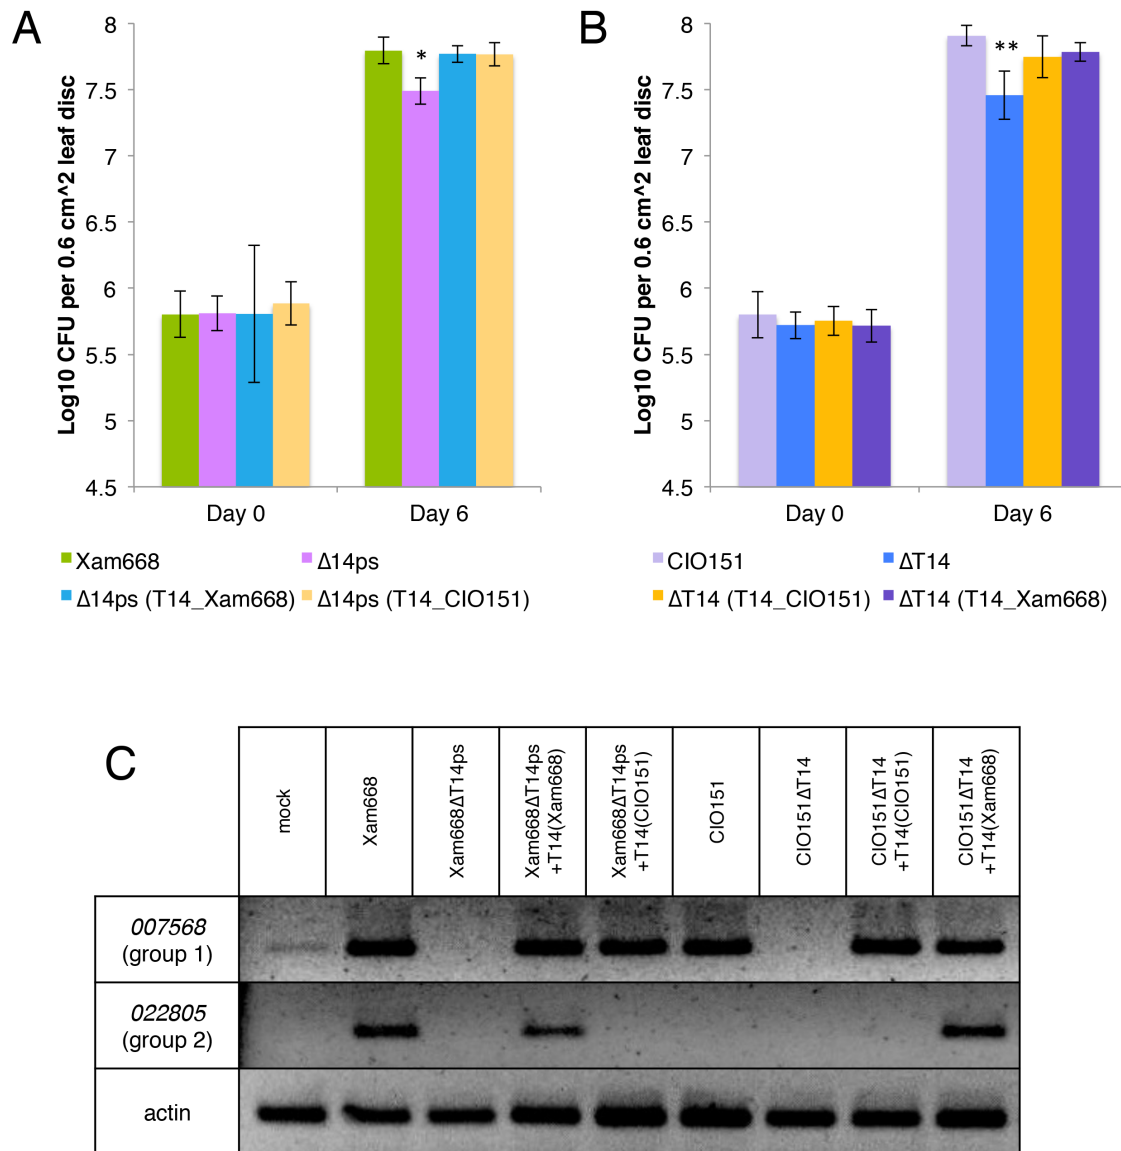 A
Log10 CFU per 0.6 cm^2 leaf disc
8
7.5
7
6.5
6
5.5
5
4.5
*
Day 0
Day 6
Xam668
Δ14ps
Δ14ps (T14_Xam668)
Δ14ps (T14_CIO151)
B
Log10 CFU per 0.6 cm^2 leaf disc
8
7.5
7
6.5
6
5.5
5
4.5
**
Day 0
Day 6
CIO151
ΔT14
ΔT14 (T14_CIO151)
ΔT14 (T14_Xam668)
C
mock
Xam668
Xam668ΔT14ps
Xam668ΔT14ps
+T14(Xam668)
Xam668ΔT14ps
+T14(CIO151)
CIO151
CIO151ΔT14
CIO151ΔT14
+T14(CIO151)
CIO151ΔT14
+T14(Xam668)
007568
(group 1)
022805
(group 2)
actin